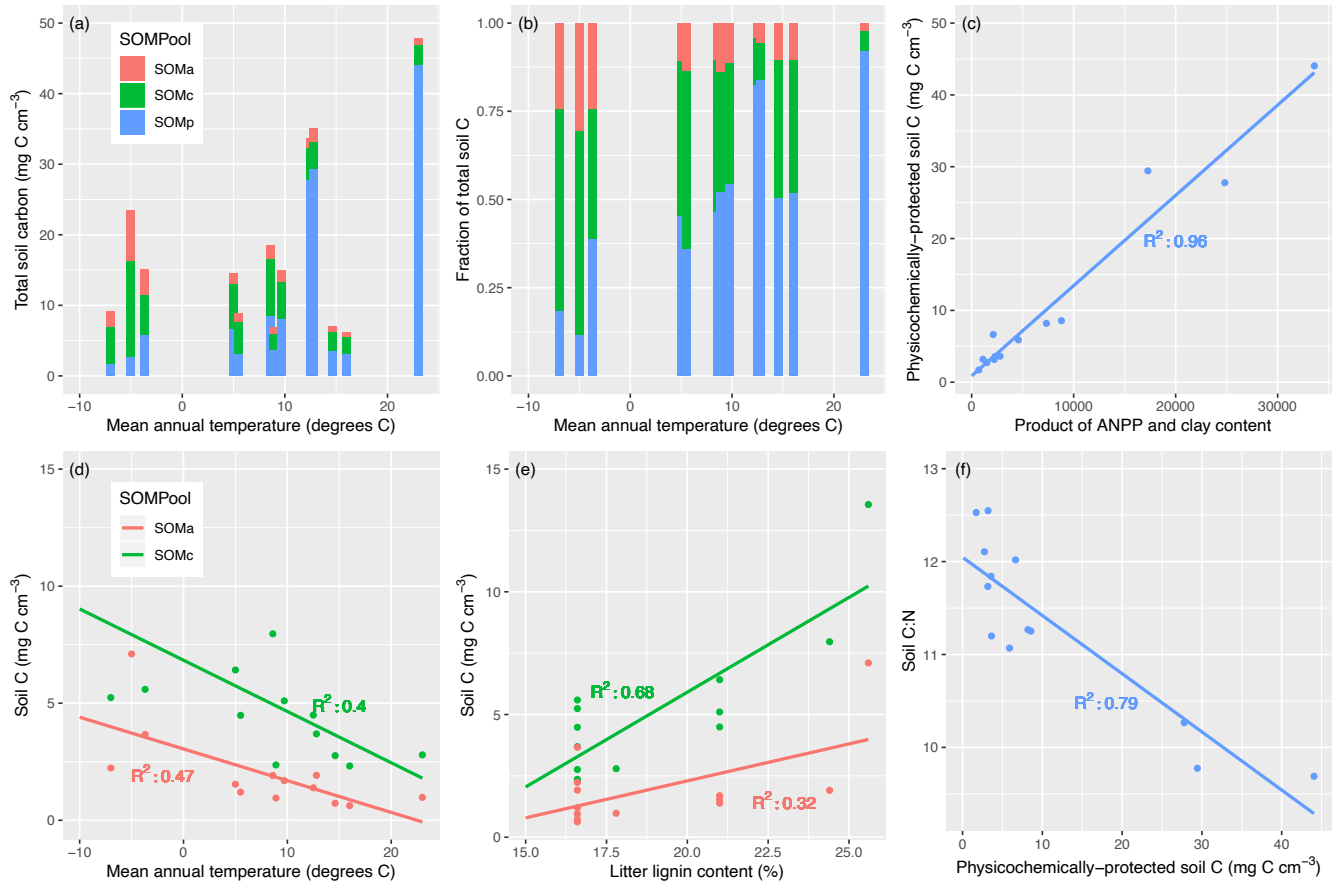 (a)
SOMPool
SOMa
SOMc
SOMp
50
40
30
20
10
0
Total soil carbon (mg C cm⁻³)
−10 0 10 20
Mean annual temperature (degrees C)
(b)
1.00
0.75
0.50
0.25
0.00
Fraction of total soil C
−10 0 10 20
Mean annual temperature (degrees C)
(c)
50
40
30
20
10
0
Physicochemically−protected soil C (mg C cm⁻³)
R²:0.96
0 10000 20000 30000
Product of ANPP and clay content
(d)
SOMPool
SOMa
SOMc
15
10
5
0
Soil C (mg C cm⁻³)
R²:0.4
R²:0.47
−10 0 10 20
Mean annual temperature (degrees C)
(e)
15
10
5
0
Soil C (mg C cm⁻³)
R²:0.68
R²:0.32
15.0 17.5 20.0 22.5 25.0
Litter lignin content (%)
(f)
13
12
11
10
Soil C:N
R²:0.79
0 10 20 30 40
Physicochemically−protected soil C (mg C cm⁻³)